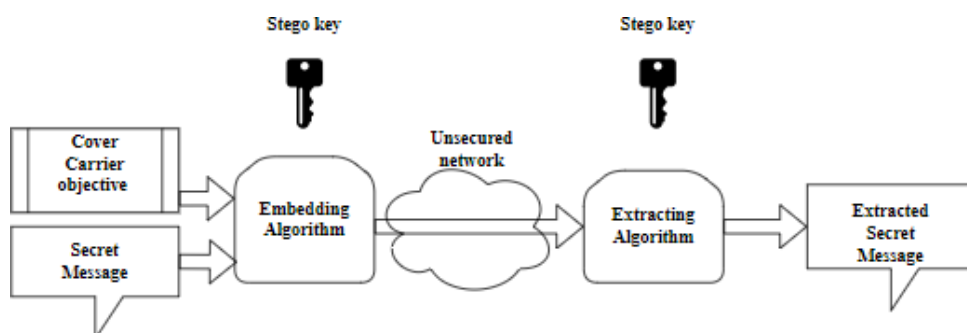 Stego key
Stego key
Cover
Carrier
objective
Unsecured
network
Embedding
Algorithm
Extracting
Algorithm
Extracted
Secret
Message
Secret
Message